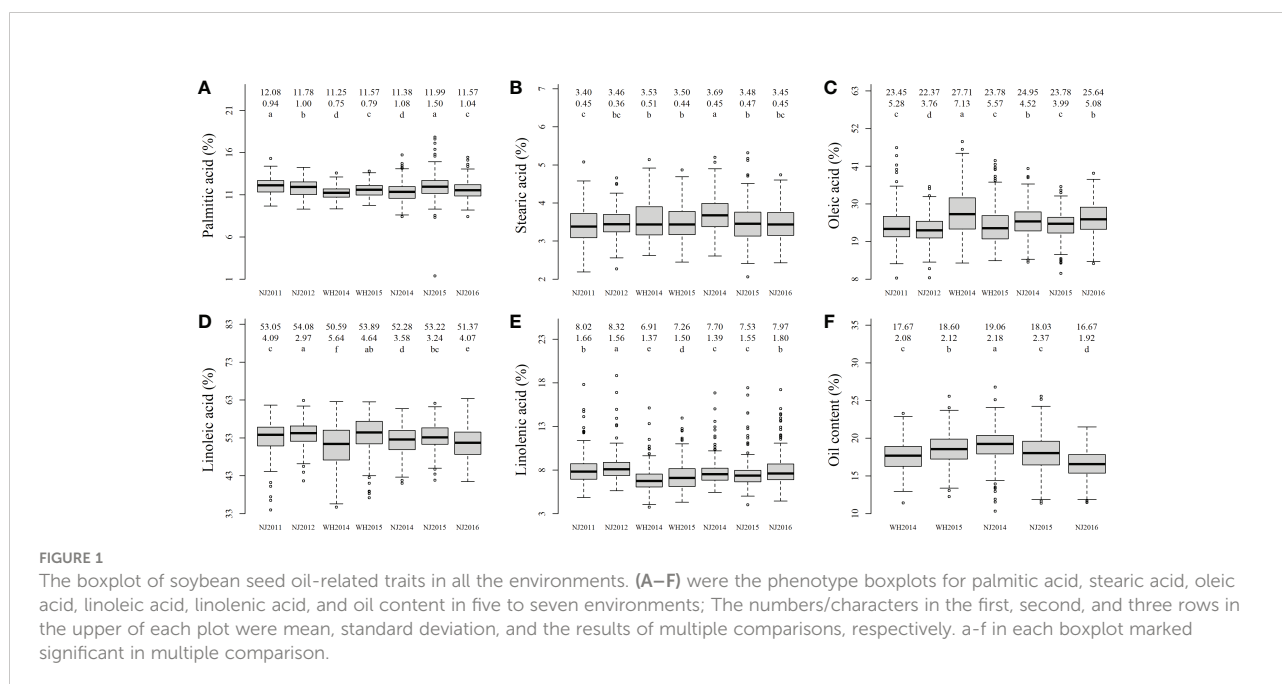 A
12.08 11.78 11.25 11.57 11.38 11.99 11.57
0.94 1.00 0.75 0.79 1.08 1.50 1.04
a b d c d a c
Palmitic acid (%)
21
16
11
6
1
NJ2011 NJ2012 WH2014 WH2015 NJ2014 NJ2015 NJ2016
B
3.40 3.46 3.53 3.50 3.69 3.48 3.45
0.45 0.36 0.51 0.44 0.45 0.47 0.45
c bc b b a b bc
Stearic acid (%)
7
6
5
4
3
2
NJ2011 NJ2012 WH2014 WH2015 NJ2014 NJ2015 NJ2016
C
23.45 22.37 27.71 23.78 24.95 23.78 25.64
5.28 3.76 7.13 5.57 4.52 3.99 5.08
c d a c b c b
Oleic acid (%)
63
52
41
30
19
8
NJ2011 NJ2012 WH2014 WH2015 NJ2014 NJ2015 NJ2016
D
53.05 54.08 50.59 53.89 52.28 53.22 51.37
4.09 2.97 5.64 4.64 3.58 3.24 4.07
c a f ab d bc e
Linoleic acid (%)
83
73
63
53
43
33
NJ2011 NJ2012 WH2014 WH2015 NJ2014 NJ2015 NJ2016
E
8.02 8.32 6.91 7.26 7.70 7.53 7.97
1.66 1.56 1.37 1.50 1.39 1.55 1.80
b a e d c c b
Linolenic acid (%)
23
18
13
8
3
NJ2011 NJ2012 WH2014 WH2015 NJ2014 NJ2015 NJ2016
F
17.67 18.60 19.06 18.03 16.67
2.08 2.12 2.18 2.37 1.92
c b a c d
Oil content (%)
35
30
25
20
15
10
WH2014 WH2015 NJ2014 NJ2015 NJ2016
FIGURE 1
The boxplot of soybean seed oil-related traits in all the environments. (A–F) were the phenotype boxplots for palmitic acid, stearic acid, oleic
acid, linoleic acid, linolenic acid, and oil content in five to seven environments; The numbers/characters in the first, second, and three rows in
the upper of each plot were mean, standard deviation, and the results of multiple comparisons, respectively. a-f in each boxplot marked
significant in multiple comparison.